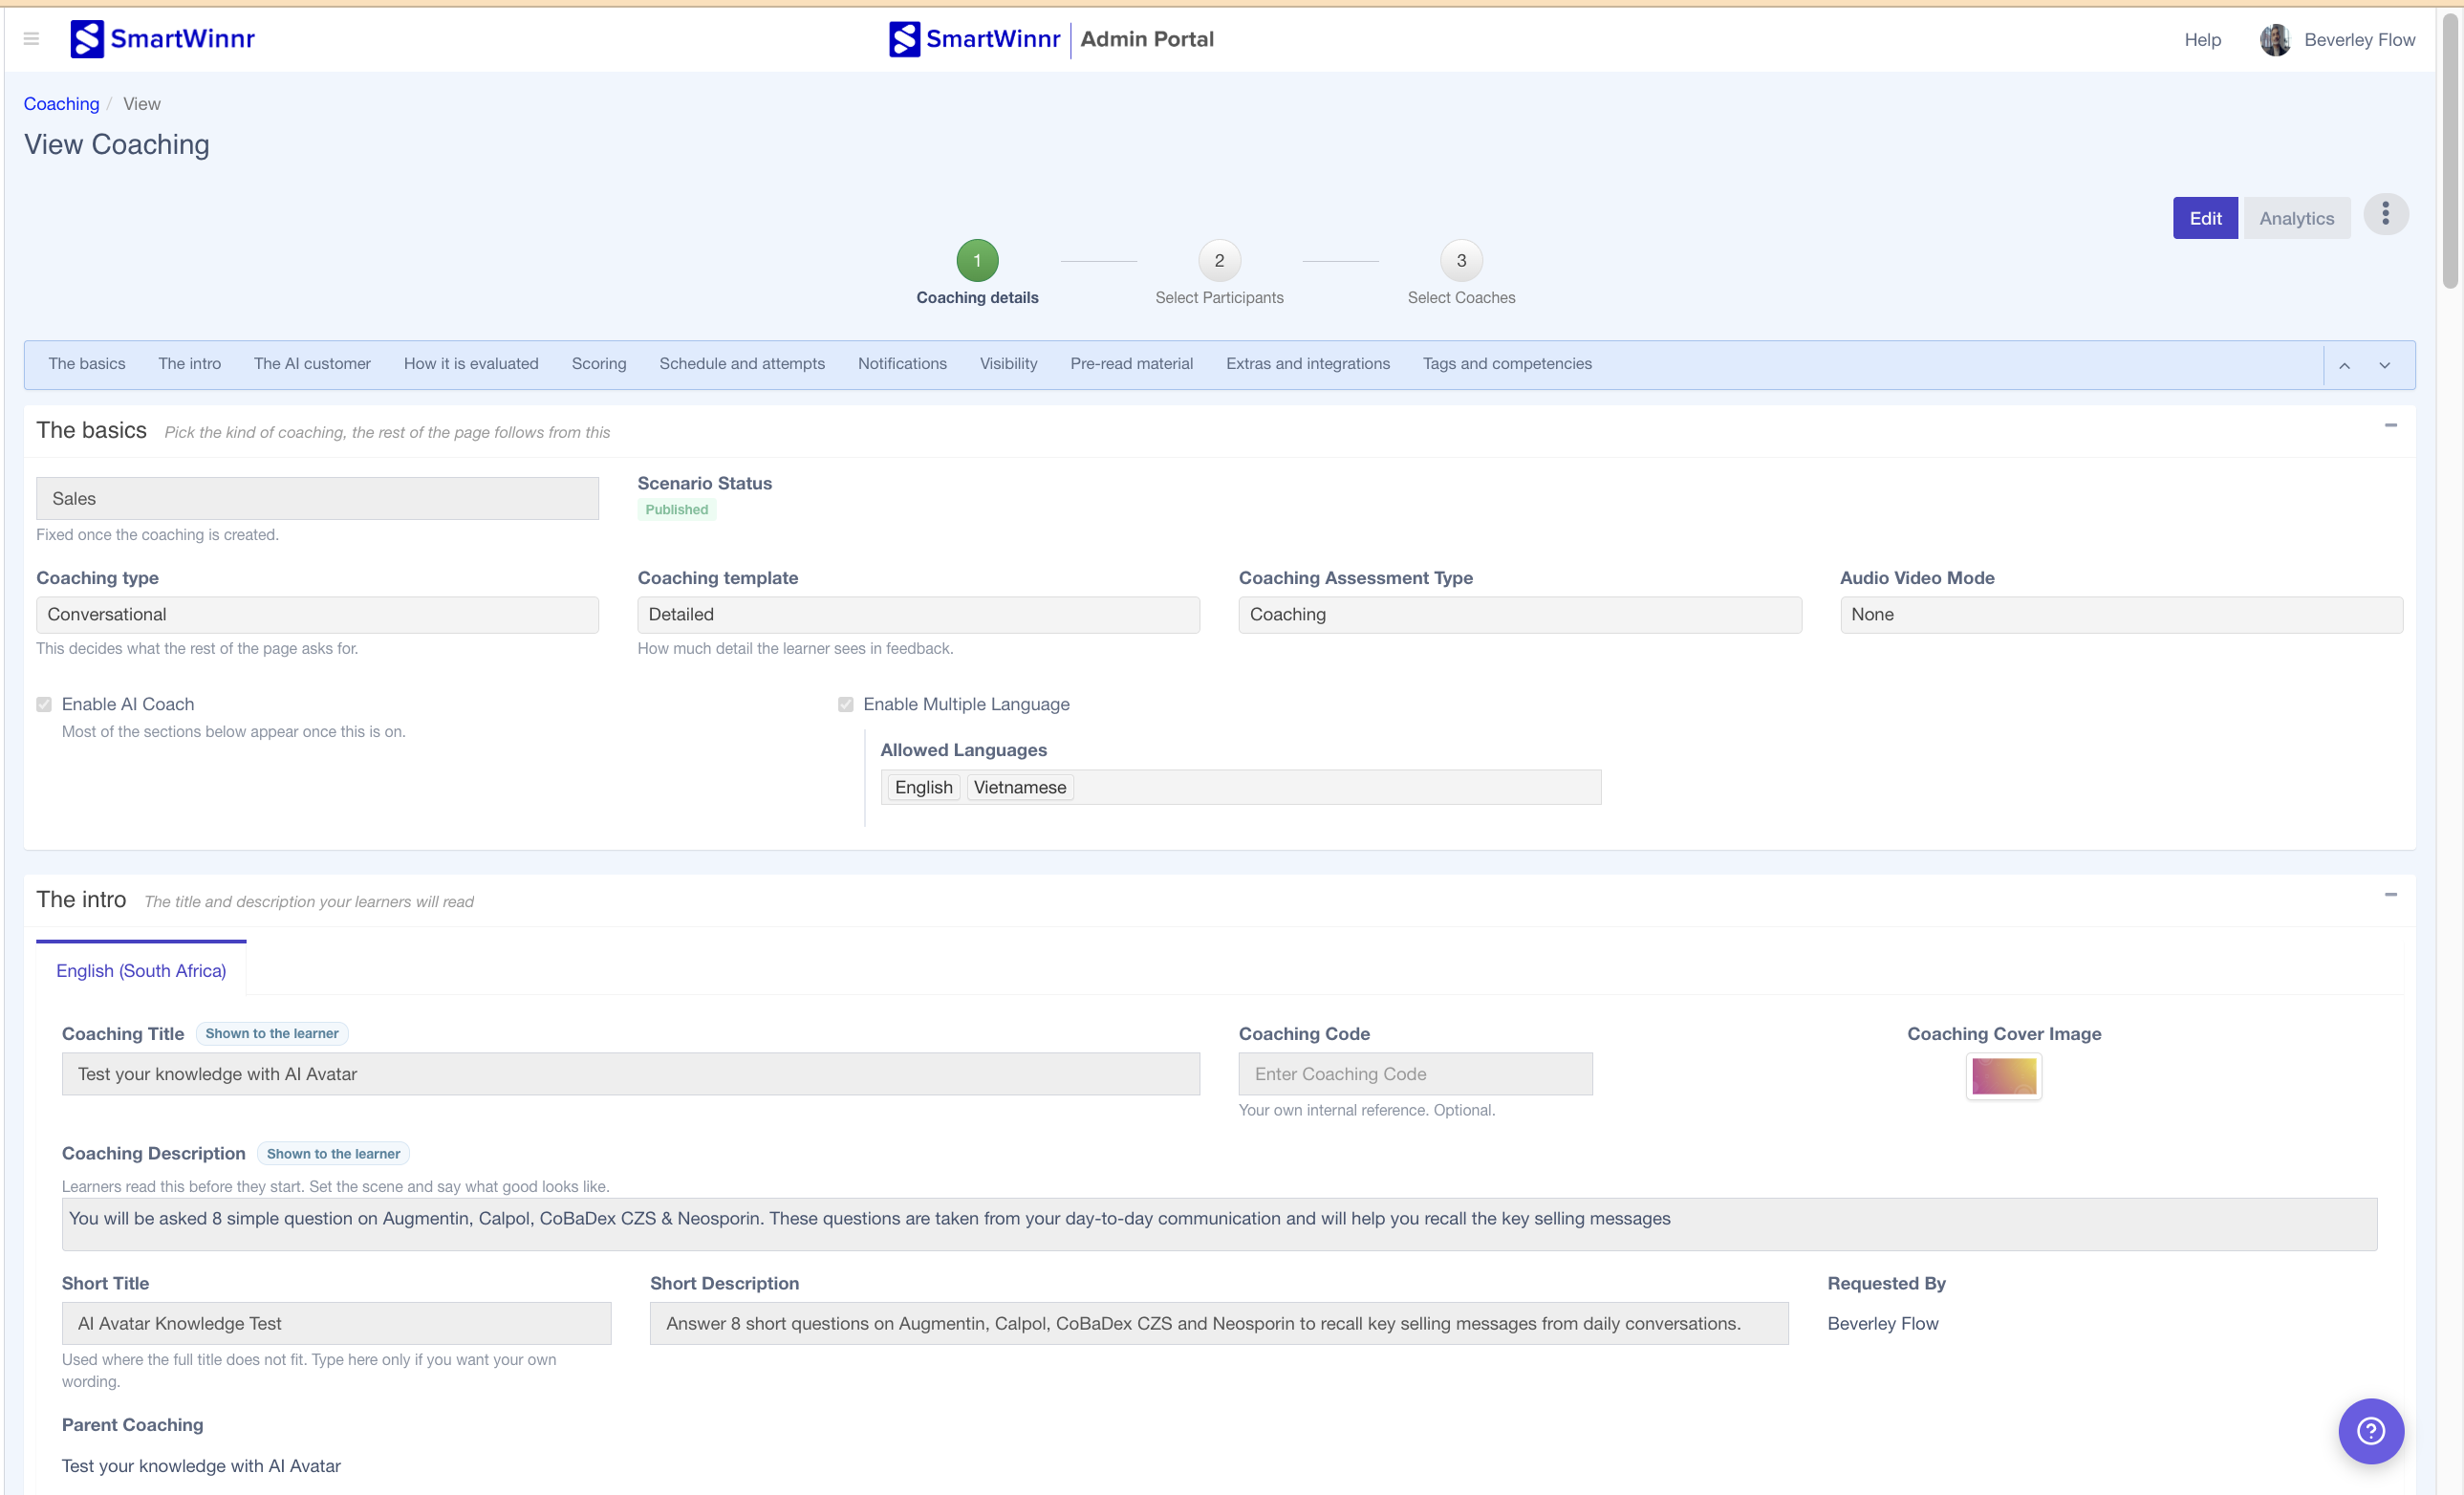 SmartWinnr
SmartWinnr | Admin Portal
Help
Beverley Flow
Coaching / View
View Coaching
Edit
Analytics
1
2
3
Coaching details
Select Participants
Select Coaches
The basics
The intro
The AI customer
How it is evaluated
Scoring
Schedule and attempts
Notifications
Visibility
Pre-read material
Extras and integrations
Tags and competencies
The basics Pick the kind of coaching, the rest of the page follows from this
Sales
Fixed once the coaching is created.
Scenario Status
Published
Coaching type
Conversational
This decides what the rest of the page asks for.
Coaching template
Detailed
How much detail the learner sees in feedback.
Coaching Assessment Type
Coaching
Audio Video Mode
None
Enable AI Coach
Most of the sections below appear once this is on.
Enable Multiple Language
Allowed Languages
English Vietnamese
The intro The title and description your learners will read
English (South Africa)
Coaching Title Shown to the learner
Test your knowledge with AI Avatar
Coaching Code
Enter Coaching Code
Your own internal reference. Optional.
Coaching Cover Image
Coaching Description Shown to the learner
Learners read this before they start. Set the scene and say what good looks like.
You will be asked 8 simple question on Augmentin, Calpol, CoBaDex CZS & Neosporin. These questions are taken from your day-to-day communication and will help you recall the key selling messages
Short Title
AI Avatar Knowledge Test
Used where the full title does not fit. Type here only if you want your own
wording.
Short Description
Answer 8 short questions on Augmentin, Calpol, CoBaDex CZS and Neosporin to recall key selling messages from daily conversations.
Requested By
Beverley Flow
Parent Coaching
Test your knowledge with AI Avatar